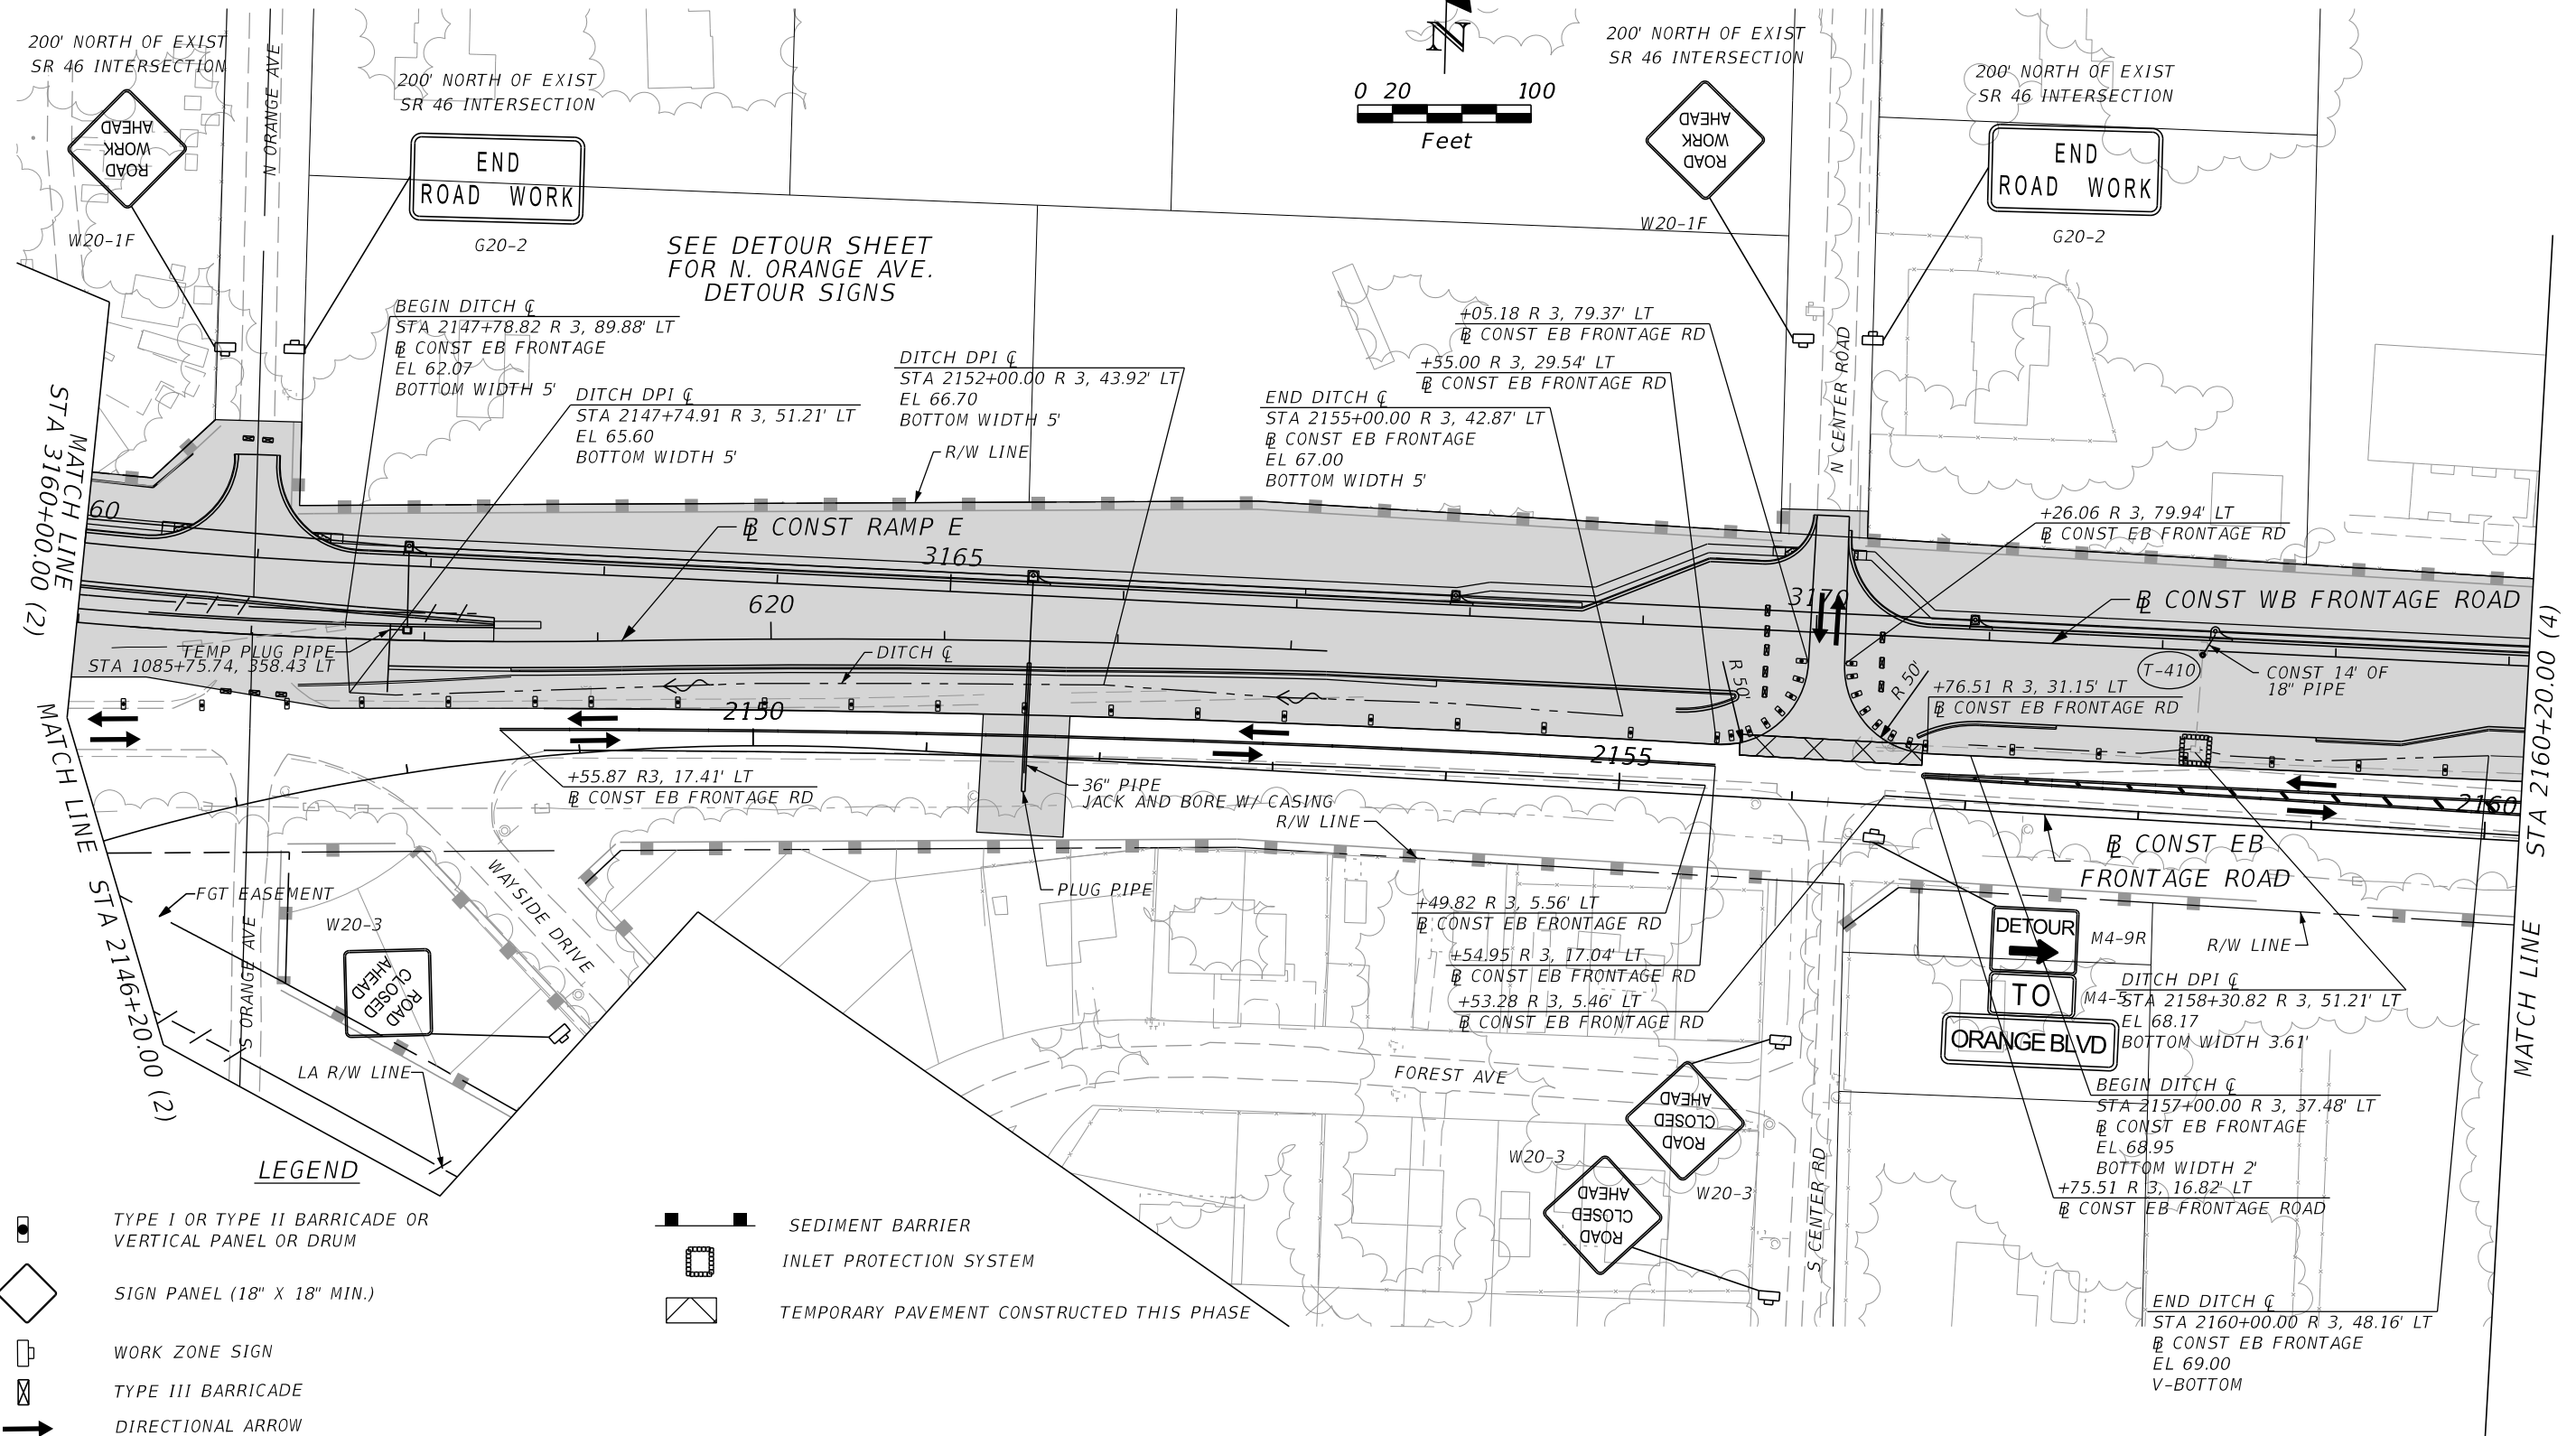 200' NORTH OF EXIST
SR 46 INTERSECTION
ROAD
WORK
AHEAD
W20-1F
N ORANGE AVE
200' NORTH OF EXIST
SR 46 INTERSECTION
END
ROAD WORK
G20-2
SEE DETOUR SHEET
FOR N. ORANGE AVE.
DETOUR SIGNS
N
0 20 100
Feet
200' NORTH OF EXIST
SR 46 INTERSECTION
ROAD
WORK
AHEAD
W20-1F
N CENTER ROAD
200' NORTH OF EXIST
SR 46 INTERSECTION
END
ROAD WORK
G20-2
BEGIN DITCH ℄
STA 2147+78.82 R 3, 89.88' LT
BL CONST EB FRONTAGE
EL 62.07
BOTTOM WIDTH 5'
DITCH DPI ℄
STA 2147+74.91 R 3, 51.21' LT
EL 65.60
BOTTOM WIDTH 5'
DITCH DPI ℄
STA 2152+00.00 R 3, 43.92' LT
EL 66.70
BOTTOM WIDTH 5'
R/W LINE
END DITCH ℄
STA 2155+00.00 R 3, 42.87' LT
BL CONST EB FRONTAGE
EL 67.00
BOTTOM WIDTH 5'
+05.18 R 3, 79.37' LT
BL CONST EB FRONTAGE RD
+55.00 R 3, 29.54' LT
BL CONST EB FRONTAGE RD
+26.06 R 3, 79.94' LT
BL CONST EB FRONTAGE RD
MATCH LINE
STA 3160+00.00 (2)
60
BL CONST RAMP E
3165
620
3170
BL CONST WB FRONTAGE ROAD
TEMP PLUG PIPE
STA 1085+75.74, 358.43 LT
DITCH ℄
R 50'
R 50'
T-410
CONST 14' OF
18" PIPE
+76.51 R 3, 31.15' LT
BL CONST EB FRONTAGE RD
2150
2155
2160
MATCH LINE STA 2160+20.00 (4)
MATCH LINE STA 2146+20.00 (2)
+55.87 R3, 17.41' LT
BL CONST EB FRONTAGE RD
36" PIPE
JACK AND BORE W/ CASING
R/W LINE
PLUG PIPE
BL CONST EB
FRONTAGE ROAD
FGT EASEMENT
S ORANGE AVE
WAYSIDE DRIVE
W20-3
ROAD
CLOSED
AHEAD
LA R/W LINE
+49.82 R 3, 5.56' LT
BL CONST EB FRONTAGE RD
+54.95 R 3, 17.04' LT
BL CONST EB FRONTAGE RD
+53.28 R 3, 5.46' LT
BL CONST EB FRONTAGE RD
DETOUR
M4-9R
TO
M4-5
ORANGE BLVD
R/W LINE
DITCH DPI ℄
STA 2158+30.82 R 3, 51.21' LT
EL 68.17
BOTTOM WIDTH 3.61'
FOREST AVE
ROAD
CLOSED
AHEAD
W20-3
ROAD
CLOSED
AHEAD
W20-3
S CENTER RD
BEGIN DITCH ℄
STA 2157+00.00 R 3, 37.48' LT
BL CONST EB FRONTAGE
EL 68.95
BOTTOM WIDTH 2'
+75.51 R 3, 16.82' LT
BL CONST EB FRONTAGE ROAD
END DITCH ℄
STA 2160+00.00 R 3, 48.16' LT
BL CONST EB FRONTAGE
EL 69.00
V-BOTTOM
LEGEND
TYPE I OR TYPE II BARRICADE OR
VERTICAL PANEL OR DRUM
SIGN PANEL (18" X 18" MIN.)
WORK ZONE SIGN
TYPE III BARRICADE
DIRECTIONAL ARROW
SEDIMENT BARRIER
INLET PROTECTION SYSTEM
TEMPORARY PAVEMENT CONSTRUCTED THIS PHASE
MATCH LINE